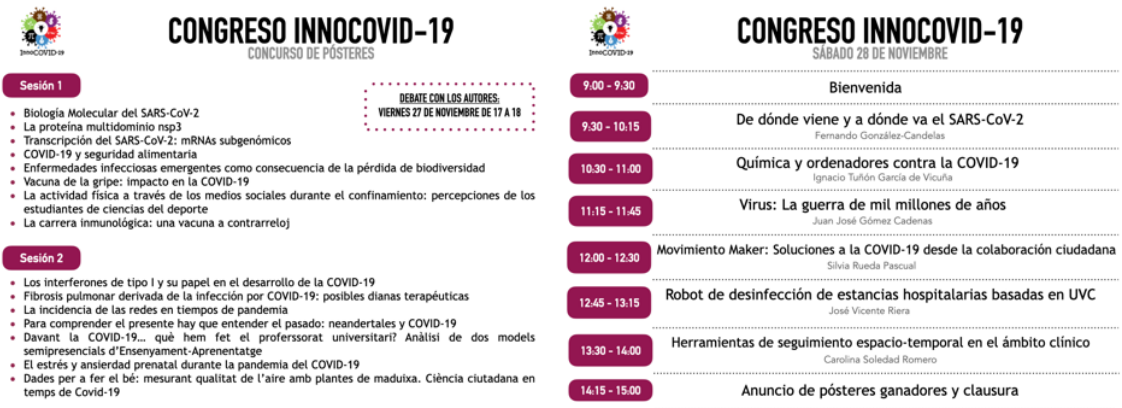 InnoCOVID-19
CONGRESO INNOCOVID-19
CONCURSO DE PÓSTERES
Sesión 1
DEBATE CON LOS AUTORES:
VIERNES 27 DE NOVIEMBRE DE 17 A 18
Biología Molecular del SARS-CoV-2
La proteína multidominio nsp3
Transcripción del SARS-CoV-2: mRNAs subgenómicos
COVID-19 y seguridad alimentaria
Enfermedades infecciosas emergentes como consecuencia de la pérdida de biodiversidad
Vacuna de la gripe: impacto en la COVID-19
La actividad física a través de los medios sociales durante el confinamiento: percepciones de los
estudiantes de ciencias del deporte
La carrera inmunológica: una vacuna a contrarreloj
Sesión 2
Los interferones de tipo I y su papel en el desarrollo de la COVID-19
Fibrosis pulmonar derivada de la infección por COVID-19: posibles dianas terapéuticas
La incidencia de las redes en tiempos de pandemia
Para comprender el presente hay que entender el pasado: neandertales y COVID-19
Davant la COVID-19... què hem fet el proferssorat universitari? Anàlisi de dos models
semipresencials d'Ensenyament-Aprenentatge
El estrés y ansierdad prenatal durante la pandemia del COVID-19
Dades per a fer el bé: mesurant qualitat de l'aire amb plantes de maduixa. Ciència ciutadana en
temps de Covid-19
InnoCOVID-19
CONGRESO INNOCOVID-19
SÁBADO 28 DE NOVIEMBRE
9:00 - 9:30
Bienvenida
9:30 - 10:15
De dónde viene y a dónde va el SARS-CoV-2
Fernando González-Candelas
10:30 - 11:00
Química y ordenadores contra la COVID-19
Ignacio Tuñón García de Vicuña
11:15 - 11:45
Virus: La guerra de mil millones de años
Juan José Gómez Cadenas
12:00 - 12:30
Movimiento Maker: Soluciones a la COVID-19 desde la colaboración ciudadana
Silvia Rueda Pascual
12:45 - 13:15
Robot de desinfección de estancias hospitalarias basadas en UVC
José Vicente Riera
13:30 - 14:00
Herramientas de seguimiento espacio-temporal en el ámbito clínico
Carolina Soledad Romero
14:15 - 15:00
Anuncio de pósteres ganadores y clausura